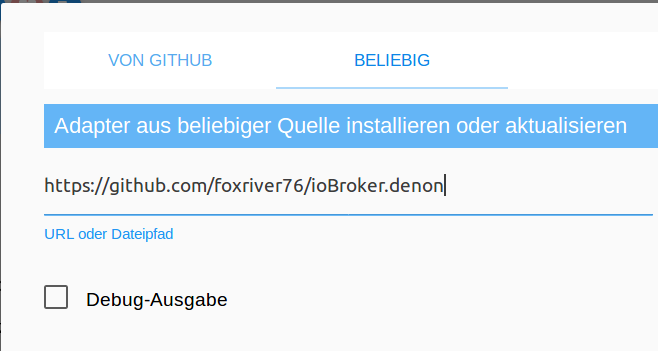 VON GITHUB BELIEBIG
Adapter aus beliebiger Quelle installieren oder aktualisieren
https://github.com/foxriver76/ioBroker.denon
URL oder Dateipfad
Debug-Ausgabe